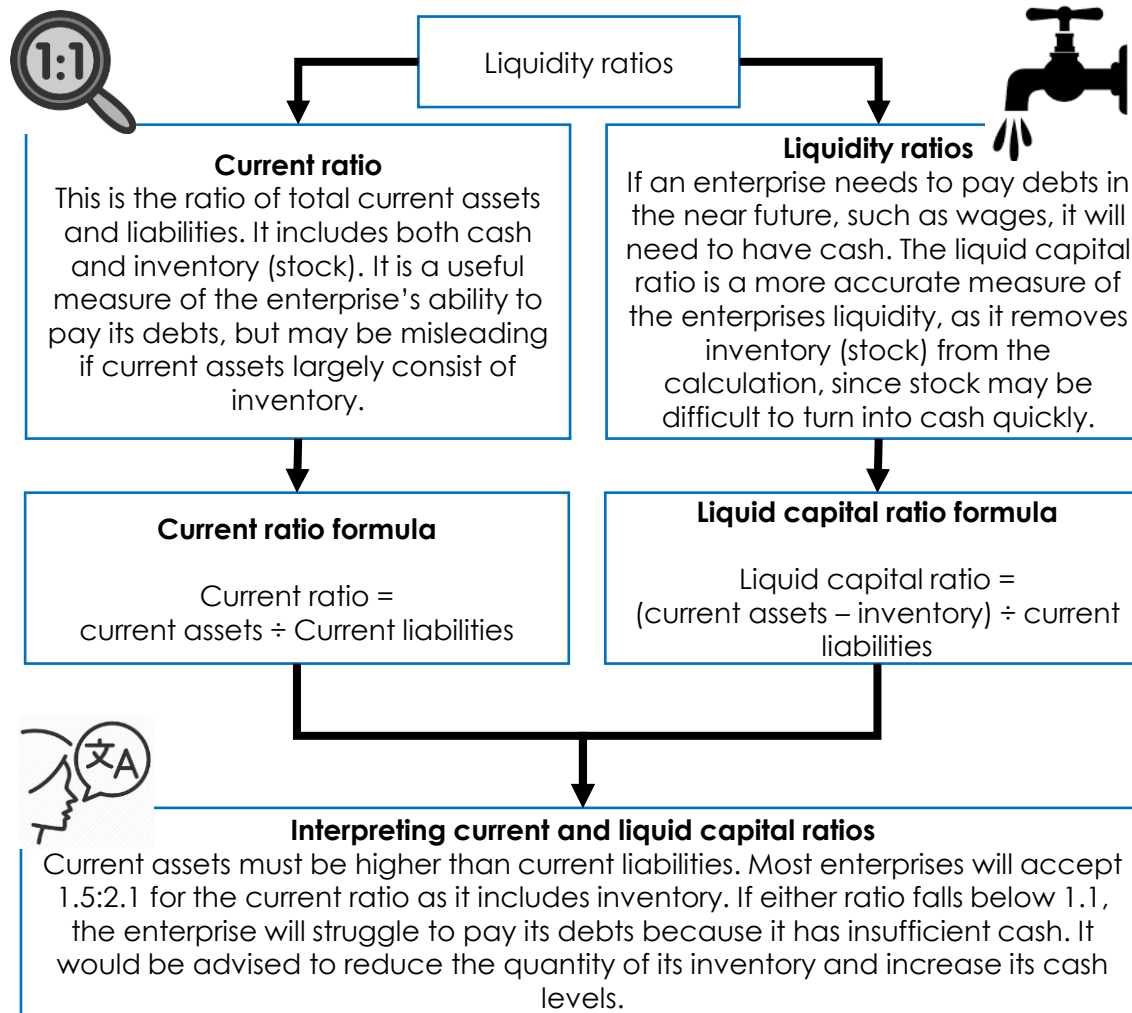 1:1
Liquidity ratios
Current ratio
This is the ratio of total current assets
and liabilities. It includes both cash
and inventory (stock). It is a useful
measure of the enterprise’s ability to
pay its debts, but may be misleading
if current assets largely consist of
inventory.
Liquidity ratios
If an enterprise needs to pay debts in
the near future, such as wages, it will
need to have cash. The liquid capital
ratio is a more accurate measure of
the enterprises liquidity, as it removes
inventory (stock) from the
calculation, since stock may be
difficult to turn into cash quickly.
Current ratio formula
Current ratio =
current assets ÷ Current liabilities
Liquid capital ratio formula
Liquid capital ratio =
(current assets – inventory) ÷ current
liabilities
文A
Interpreting current and liquid capital ratios
Current assets must be higher than current liabilities. Most enterprises will accept
1.5:2.1 for the current ratio as it includes inventory. If either ratio falls below 1.1,
the enterprise will struggle to pay its debts because it has insufficient cash. It
would be advised to reduce the quantity of its inventory and increase its cash
levels.